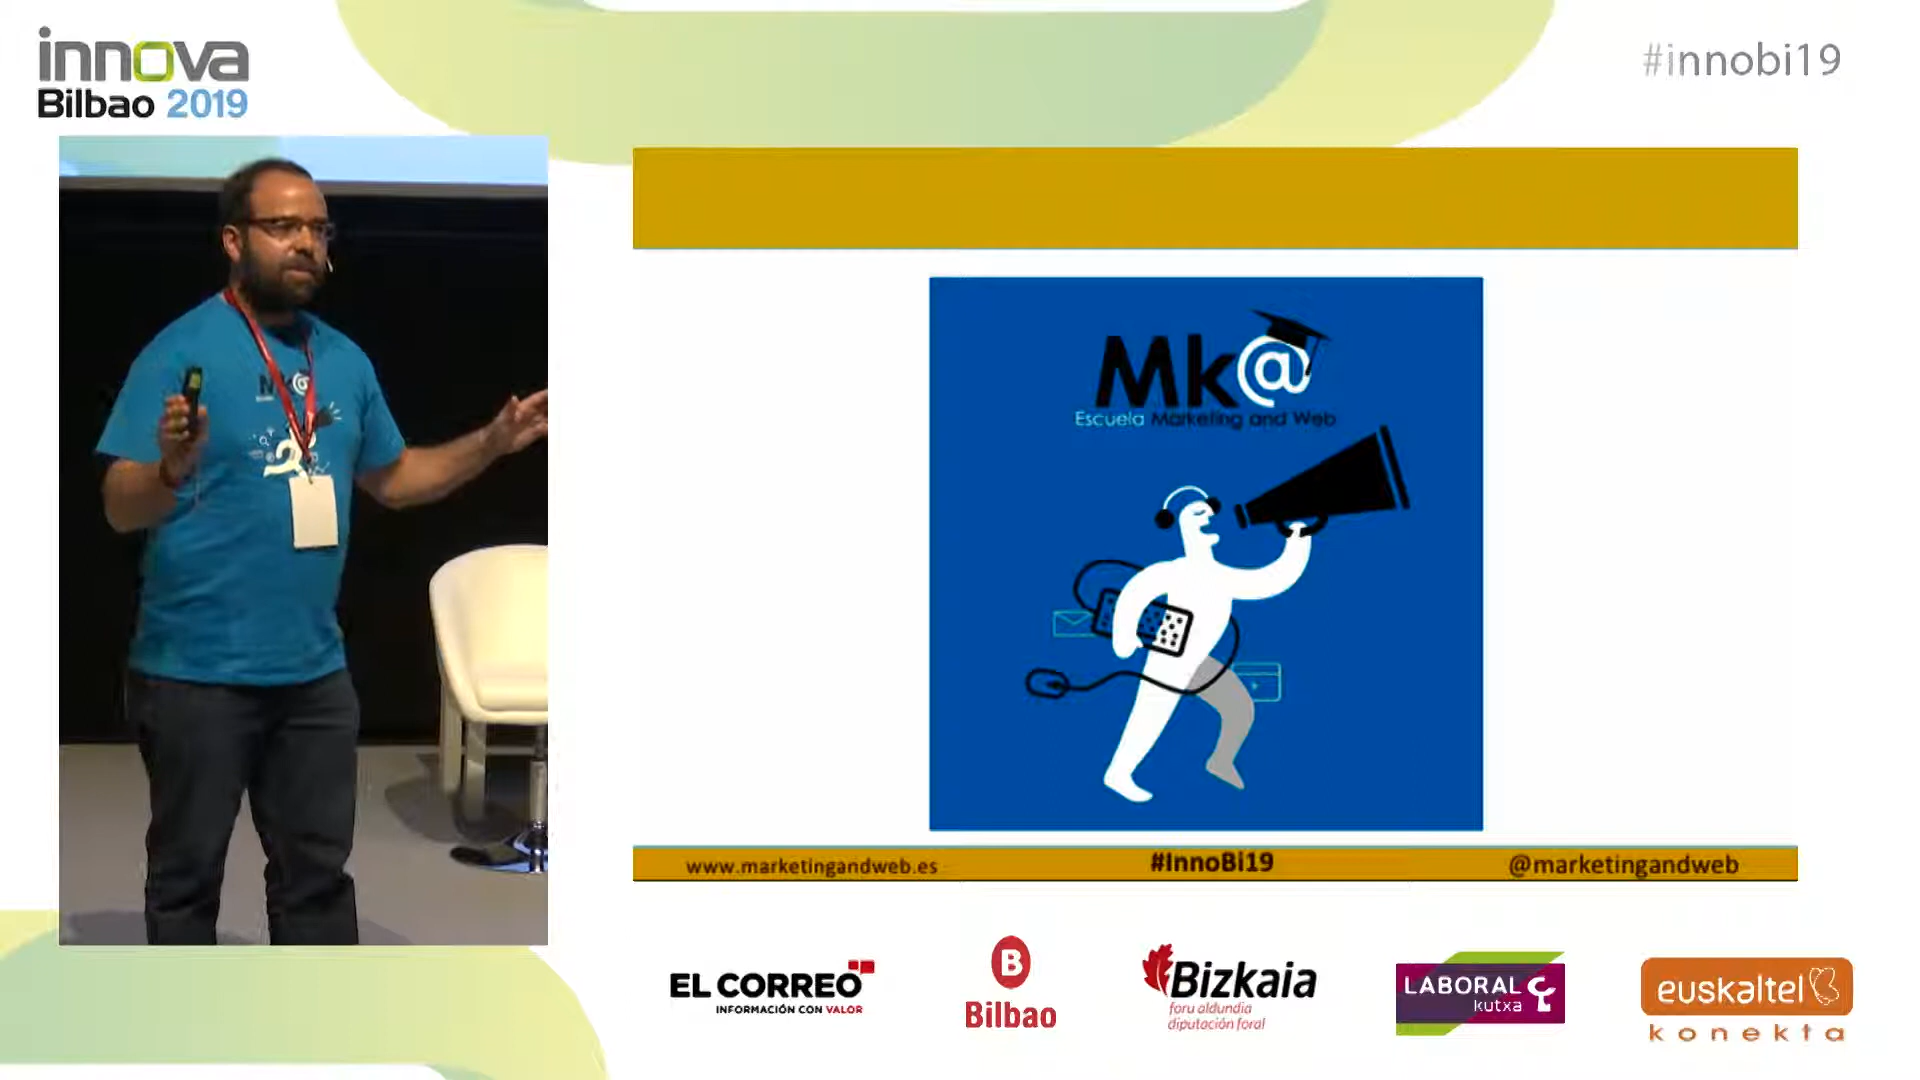 innova
Bilbao 2019
#innobi19
Mk@
Mk@
Escuela Marketing and Web
www.marketingandweb.es
#InnoBI19
@marketingandweb
EL CORREO
INFORMACIÓN CON VALOR
B
Bilbao
Bizkaia
foru aldundia
diputación foral
LABORAL
kutxa
euskaltel
konekta